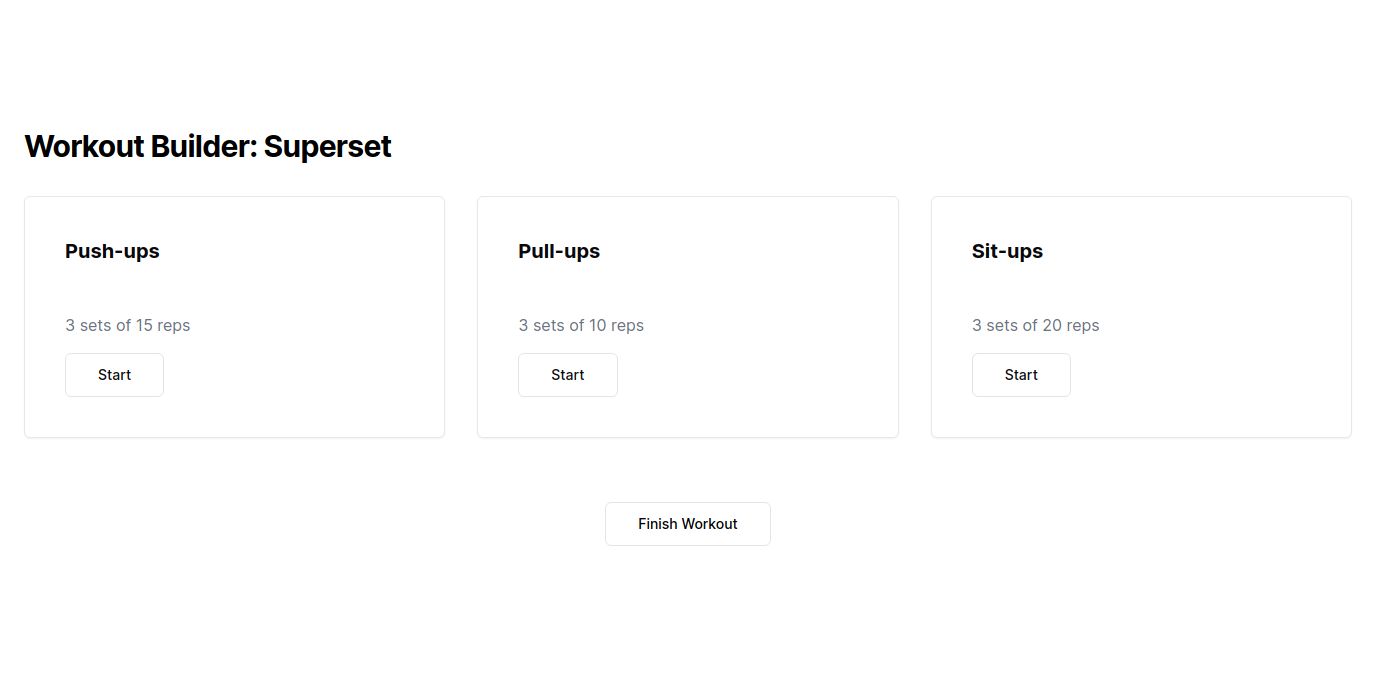 Workout Builder: Superset
Push-ups
3 sets of 15 reps
Start
Pull-ups
3 sets of 10 reps
Start
Sit-ups
3 sets of 20 reps
Start
Finish Workout